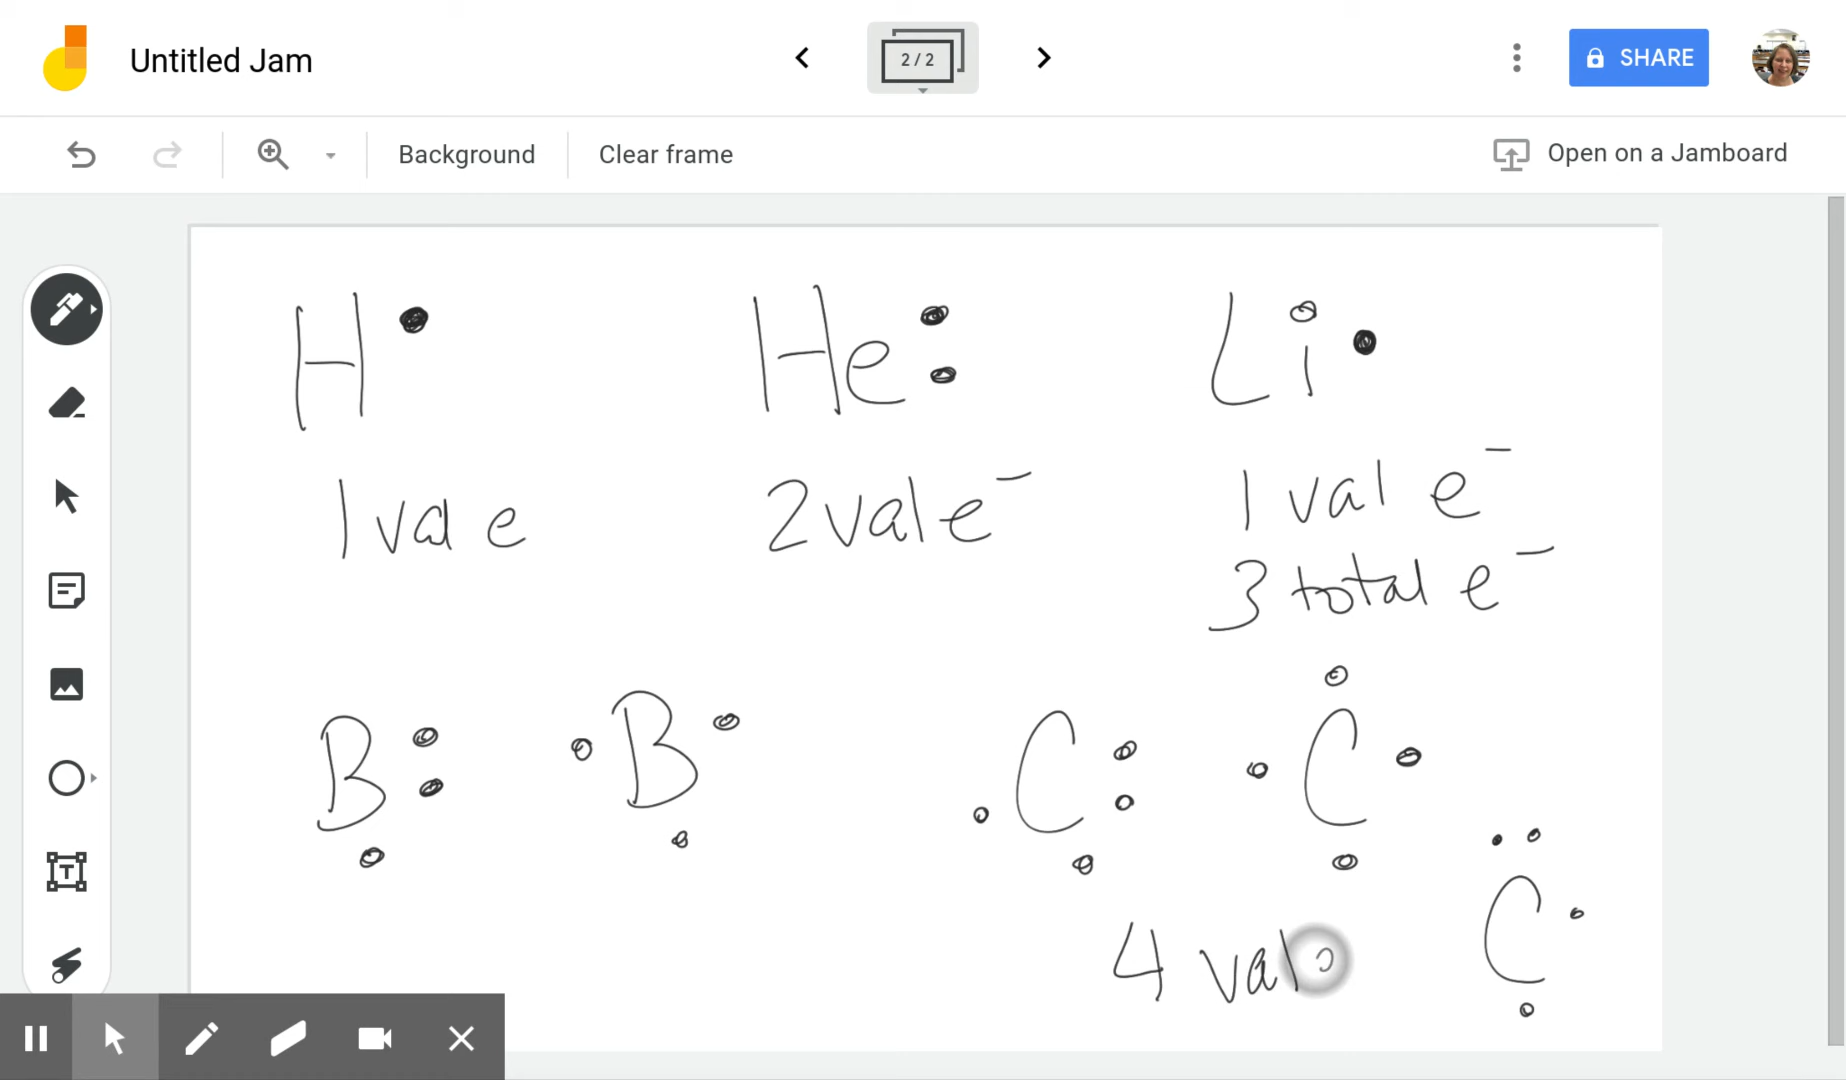 Untitled Jam
2 / 2
SHARE
Background
Clear frame
Open on a Jamboard
H
He
Li
1 val e
2 val e⁻
1 val e⁻
3 total e⁻
B
B
C
C
C
4 val
T